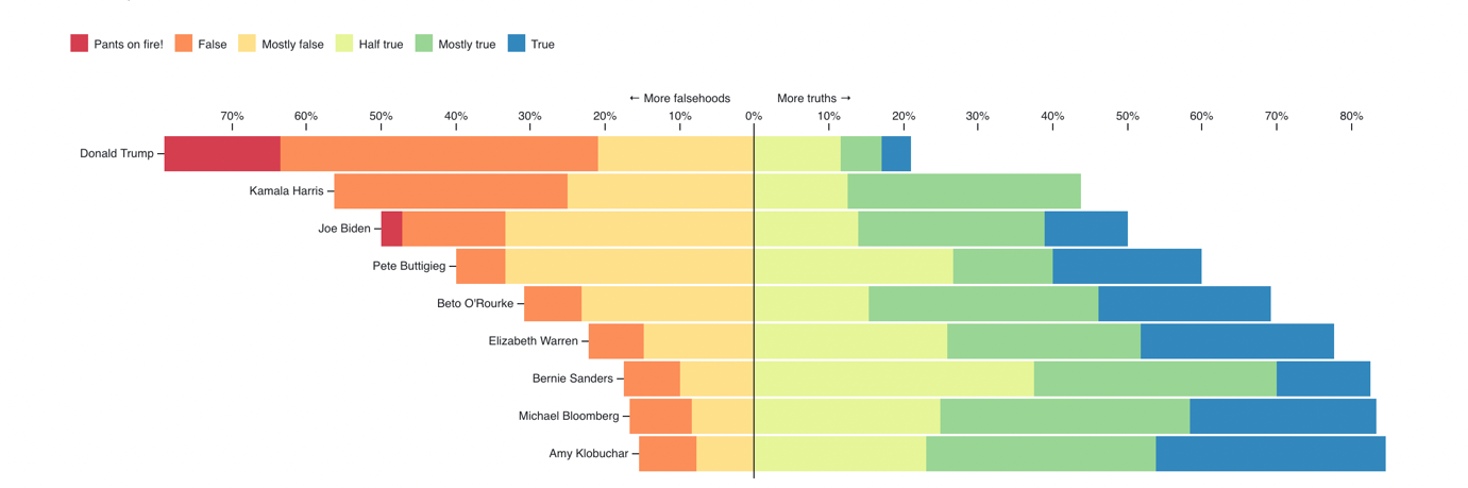 Pants on fire! False Mostly false Half true Mostly true True
← More falsehoods More truths →
70% 60% 50% 40% 30% 20% 10% 0% 10% 20% 30% 40% 50% 60% 70% 80%
Donald Trump
Kamala Harris
Joe Biden
Pete Buttigieg
Beto O'Rourke
Elizabeth Warren
Bernie Sanders
Michael Bloomberg
Amy Klobuchar